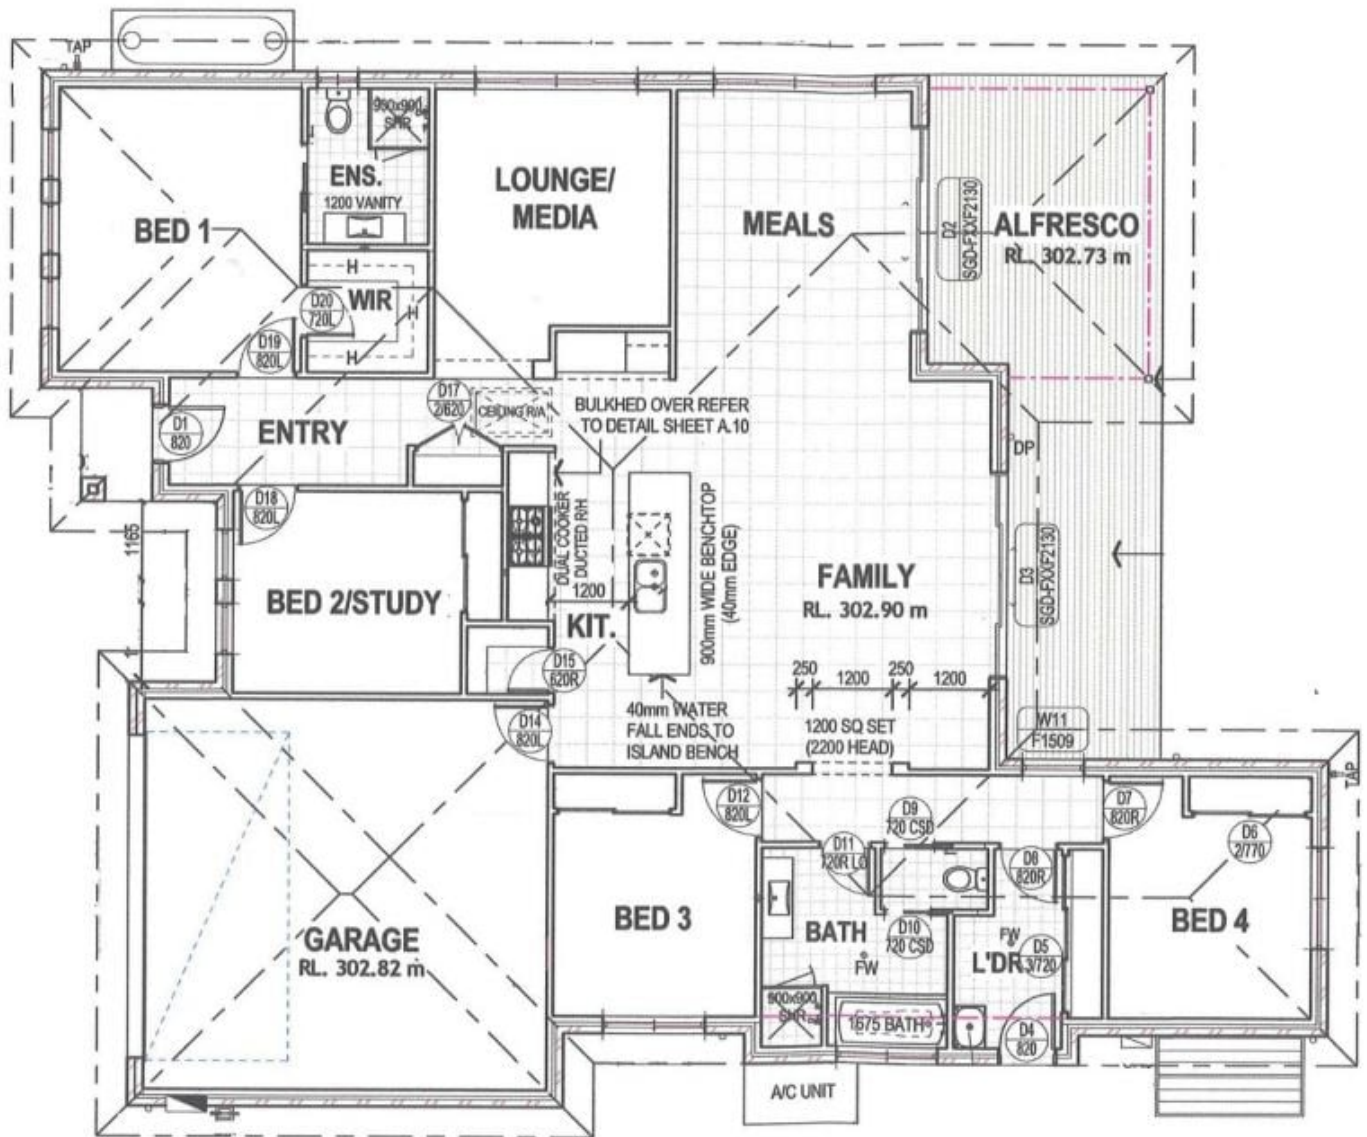 TAP
900x900
SHR
ENS.
1200 VANITY
LOUNGE/
MEDIA
BED 1
MEALS
D2
SGD-FXXF2130
ALFRESCO
RL. 302.73 m
H
WIR
H
H
D20
720L
D19
820L
D17
2/620
CEILING R/A
BULKHED OVER REFER
TO DETAIL SHEET A.10
D1
820
ENTRY
DP
D18
820L
DUAL COOKER
DUCTED R/H
900mm WIDE BENCHTOP
(40mm EDGE)
1165
BED 2/STUDY
1200
KIT.
FAMILY
RL. 302.90 m
D3
SGD-FXXF2130
D15
620R
250
1200
250
1200
D14
820L
40mm WATER
FALL ENDS TO
ISLAND BENCH
1200 SQ SET
(2200 HEAD)
W11
F1509
TAP
D12
820L
D9
720 CSD
D7
820R
D11
720R LO
D8
820R
D6
2/770
GARAGE
RL. 302.82 m
BED 3
BATH
FW
D10
720 CSD
FW
L'DR
D5
3/720
BED 4
900x900
SHR
1675 BATH
D4
820
A/C UNIT